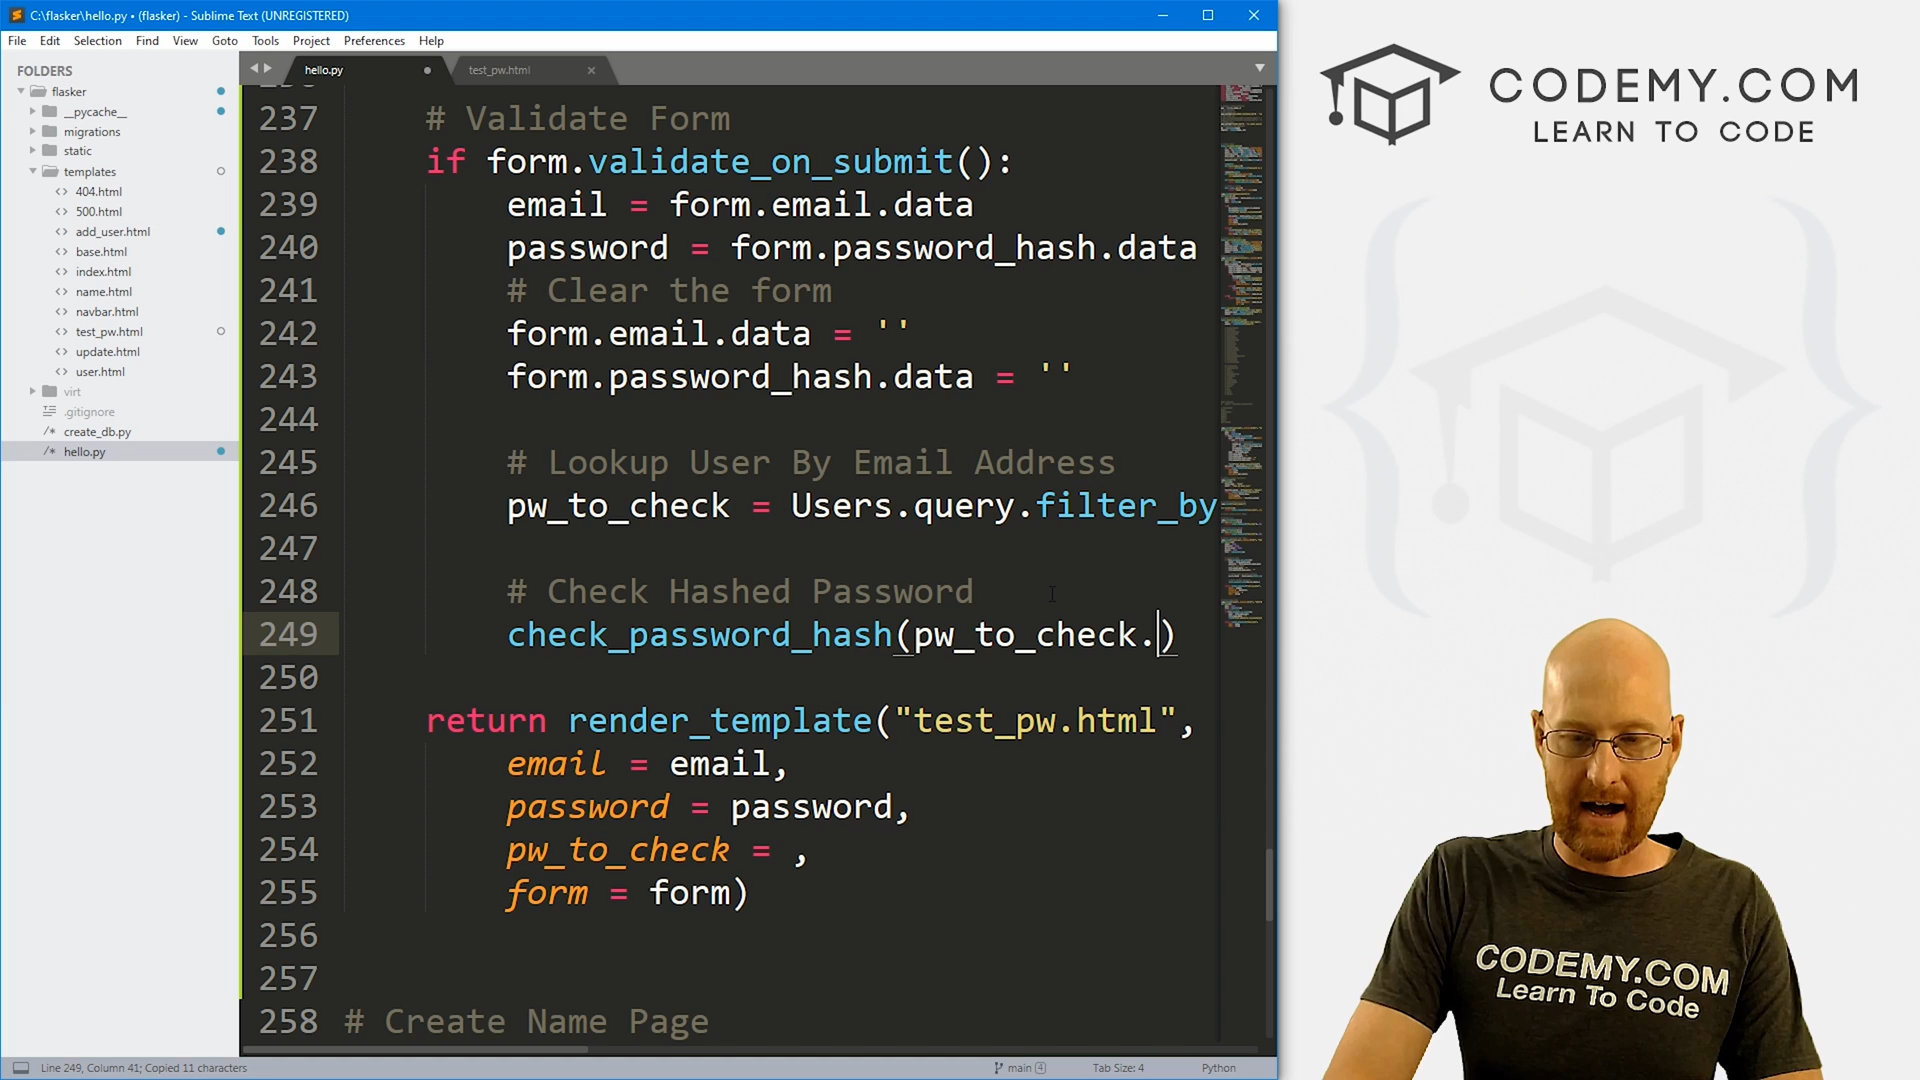 C:\flasker\hello.py • (flasker) - Sublime Text (UNREGISTERED)
File Edit Selection Find View Goto Tools Project Preferences Help
FOLDERS
flasker
__pycache__
migrations
static
templates
404.html
500.html
add_user.html
base.html
index.html
name.html
navbar.html
test_pw.html
update.html
user.html
virt
.gitignore
create_db.py
hello.py
hello.py test_pw.html
237 # Validate Form
238 if form.validate_on_submit():
239 email = form.email.data
240 password = form.password_hash.data
241 # Clear the form
242 form.email.data = ''
243 form.password_hash.data = ''
244
245 # Lookup User By Email Address
246 pw_to_check = Users.query.filter_by
247
248 # Check Hashed Password
249 check_password_hash(pw_to_check.)
250
251 return render_template("test_pw.html",
252 email = email,
253 password = password,
254 pw_to_check = ,
255 form = form)
256
257
258 # Create Name Page
Line 249, Column 41; Copied 11 characters main 4 Tab Size: 4 Python
CODEMY.COM
LEARN TO CODE
CODEMY.COM
Learn To Code